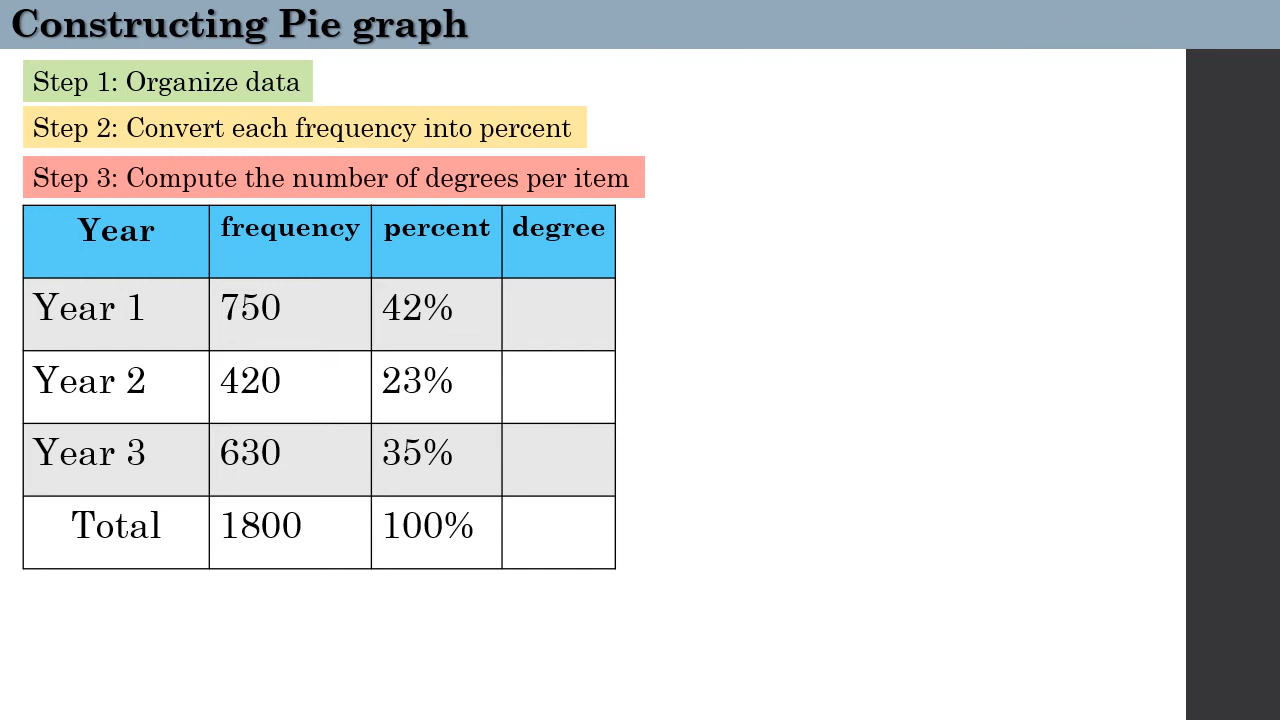 Constructing Pie graph
Step 1: Organize data
Step 2: Convert each frequency into percent
Step 3: Compute the number of degrees per item
Year frequency percent degree
Year 1 750 42%
Year 2 420 23%
Year 3 630 35%
Total 1800 100%